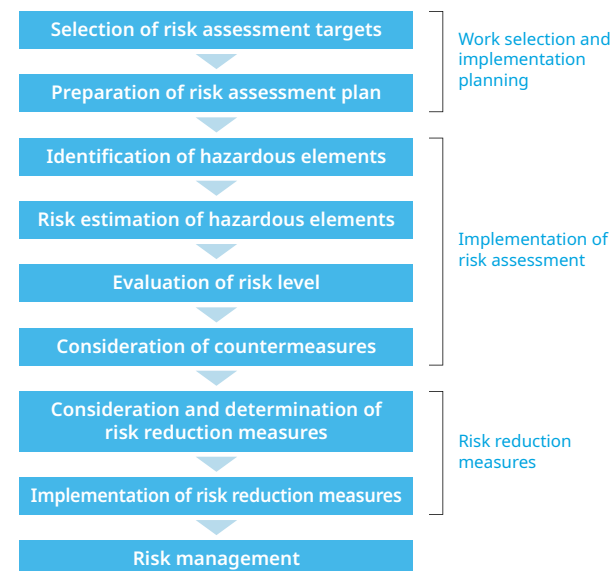 Selection of risk assessment targets
Work selection and
implementation
planning
Preparation of risk assessment plan
Identification of hazardous elements
Risk estimation of hazardous elements
Implementation of
risk assessment
Evaluation of risk level
Consideration of countermeasures
Consideration and determination of
risk reduction measures
Risk reduction
measures
Implementation of risk reduction measures
Risk management